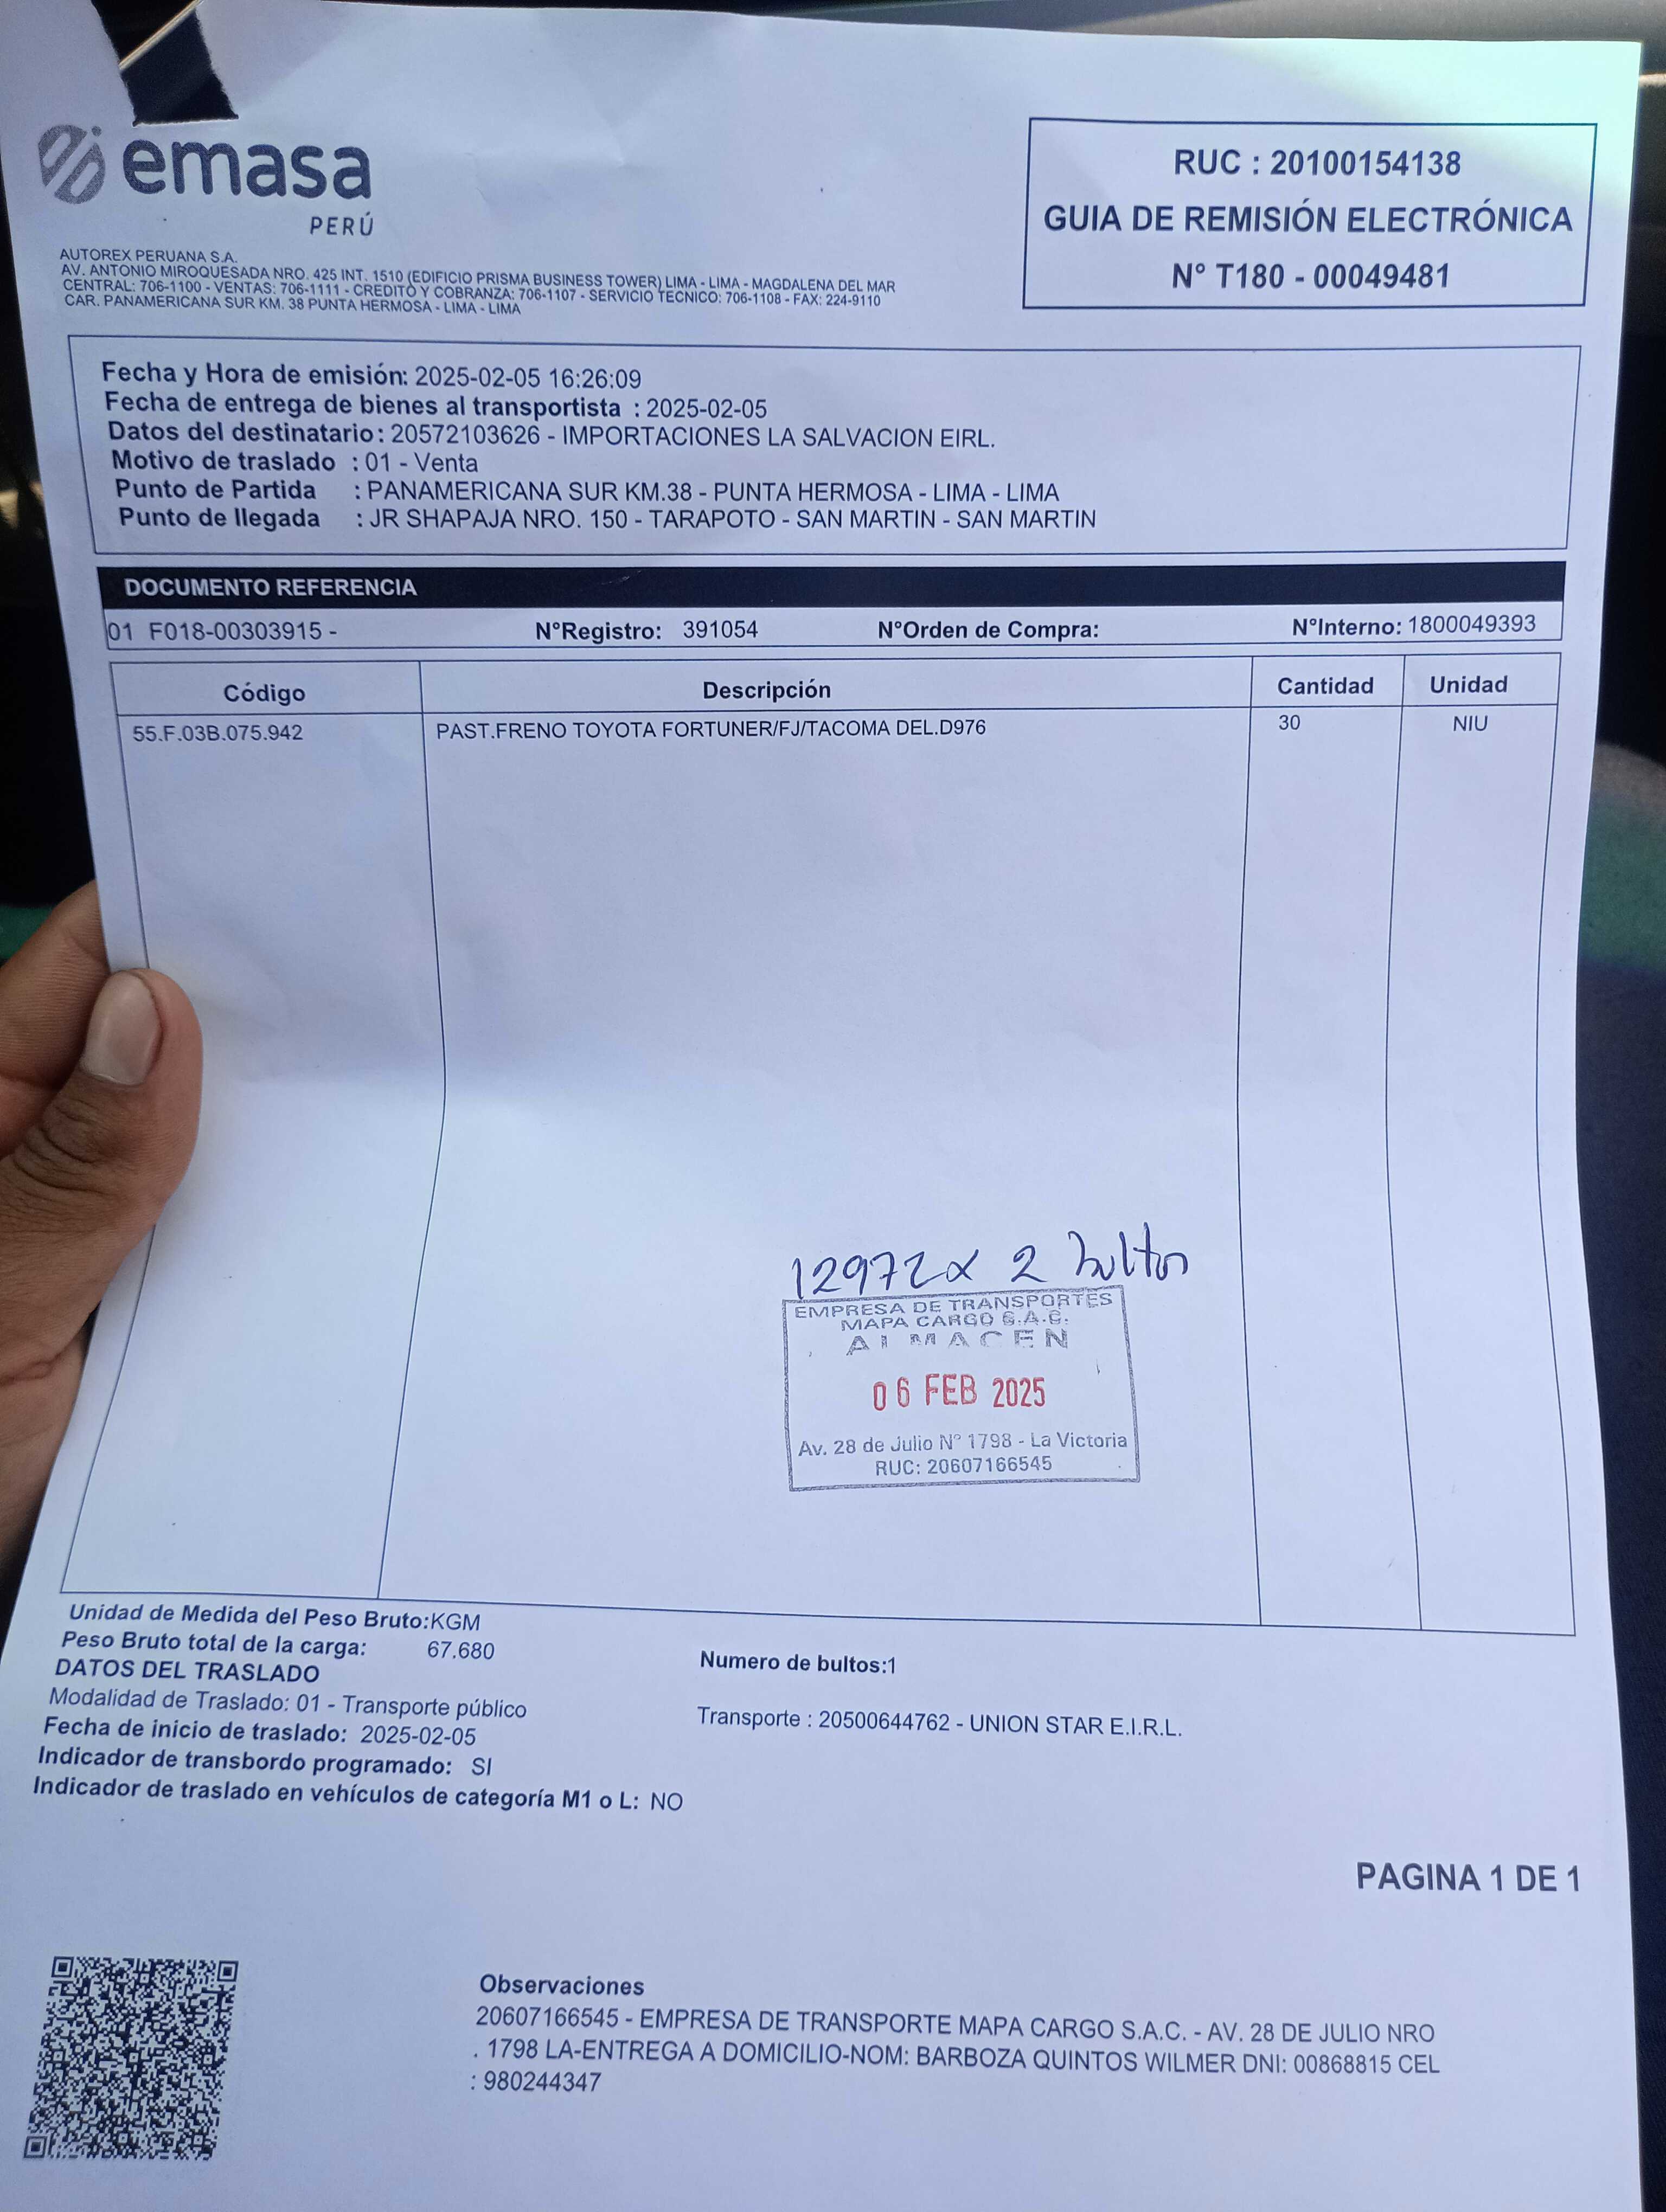 emasa
PERÚ
RUC : 20100154138
GUIA DE REMISIÓN ELECTRÓNICA
N° T180 - 00049481
AUTOREX PERUANA S.A.
AV. ANTONIO MIROQUESADA NRO. 425 INT. 1510 (EDIFICIO PRISMA BUSINESS TOWER) LIMA - LIMA - MAGDALENA DEL MAR
CENTRAL: 706-1100 - VENTAS: 706-1111 - CREDITO Y COBRANZA: 706-1107 - SERVICIO TECNICO: 706-1108 - FAX: 224-9110
CAR. PANAMERICANA SUR KM. 38 PUNTA HERMOSA - LIMA - LIMA
Fecha y Hora de emisión: 2025-02-05 16:26:09
Fecha de entrega de bienes al transportista : 2025-02-05
Datos del destinatario: 20572103626 - IMPORTACIONES LA SALVACION EIRL.
Motivo de traslado : 01 - Venta
Punto de Partida : PANAMERICANA SUR KM.38 - PUNTA HERMOSA - LIMA - LIMA
Punto de llegada : JR SHAPAJA NRO. 150 - TARAPOTO - SAN MARTIN - SAN MARTIN
DOCUMENTO REFERENCIA
01 F018-00303915 - N°Registro: 391054 N°Orden de Compra: N°Interno: 1800049393
Código Descripción Cantidad Unidad
55.F.03B.075.942 PAST.FRENO TOYOTA FORTUNER/FJ/TACOMA DEL.D976 30 NIU
2 bultos
EMPRESA DE TRANSPORTES
MAPA CARGO S.A.C.
ALMACEN
06 FEB 2025
Av. 28 de Julio N° 1798 - La Victoria
RUC: 20607166545
Unidad de Medida del Peso Bruto:KGM
Peso Bruto total de la carga: 67.680
Numero de bultos:1
DATOS DEL TRASLADO
Modalidad de Traslado: 01 - Transporte público
Transporte : 20500644762 - UNION STAR E.I.R.L.
Fecha de inicio de traslado: 2025-02-05
Indicador de transbordo programado: SI
Indicador de traslado en vehículos de categoría M1 o L: NO
PAGINA 1 DE 1
Observaciones
20607166545 - EMPRESA DE TRANSPORTE MAPA CARGO S.A.C. - AV. 28 DE JULIO NRO
. 1798 LA-ENTREGA A DOMICILIO-NOM: BARBOZA QUINTOS WILMER DNI: 00868815 CEL
: 980244347